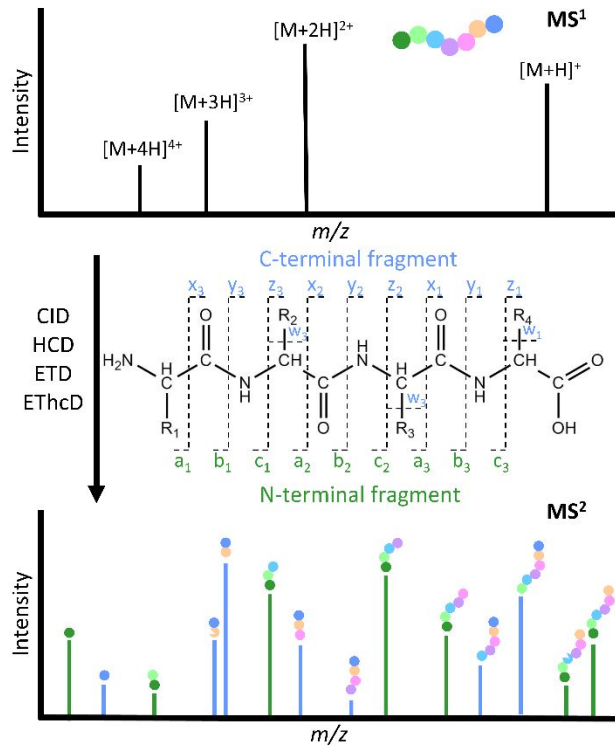 MS¹
Intensity
[M+4H]⁴⁺
[M+3H]³⁺
[M+2H]²⁺
[M+H]⁺
m/z
CID
HCD
ETD
EThcD
C-terminal fragment
x₃ y₃ z₃ x₂ y₂ z₂ x₁ y₁ z₁
O R₂ w₃ O R₄ w₁
H₂N C H N H C H H N C H N H CH O
R₁ O R₃ w₃ OH
a₁ b₁ c₁ a₂ b₂ c₂ a₃ b₃ c₃
N-terminal fragment
MS²
Intensity
m/z